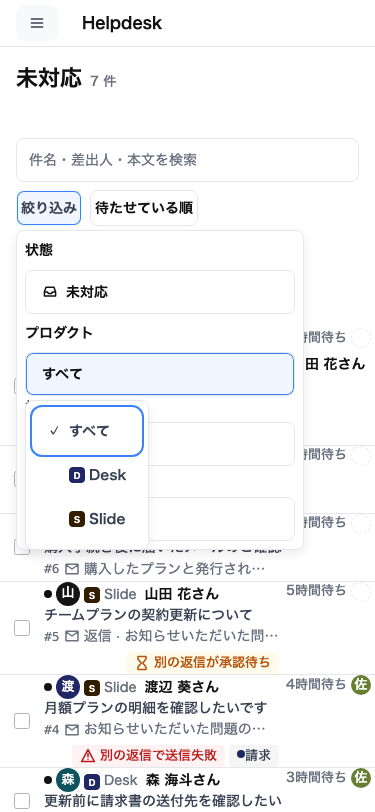 Helpdesk
未対応 7 件
件名・差出人・本文を検索
絞り込み 待たせている順
状態
未対応
プロダクト
時間待ち
すべて
田 花さん
✓ すべて
時間待ち
D Desk
S Slide
時間待ち
#6 購入したプランと発行され…
山 S Slide 山田 花さん 5時間待ち
チームプランの契約更新について
#5 返信・お知らせいただいた問…
別の返信が承認待ち
渡 S Slide 渡辺 葵さん 4時間待ち 佐
月額プランの明細を確認したいです
#4 お知らせいただいた問題の…
別の返信で送信失敗 請求
森 D Desk 森 海斗さん 3時間待ち 佐
更新前に請求書の送付先を確認したい